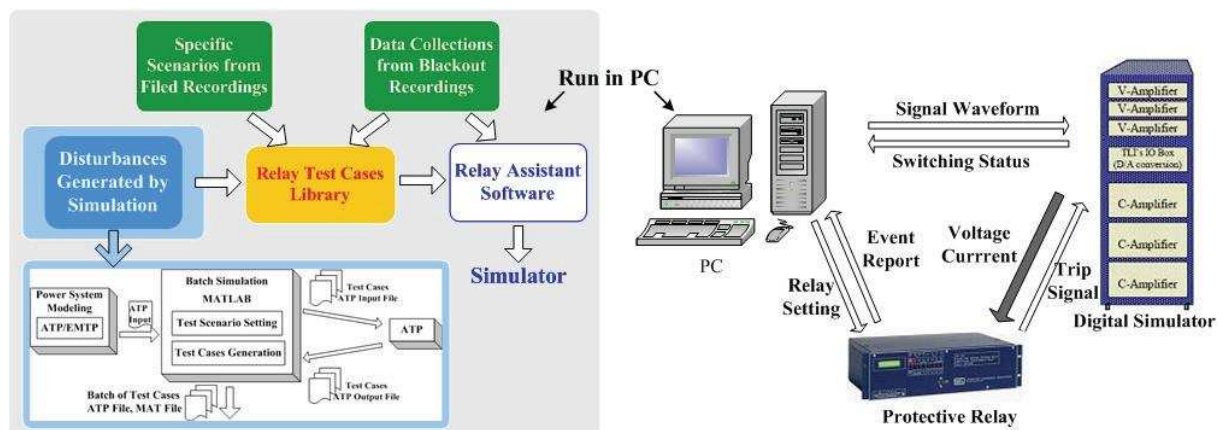 Specific
Scenarios from
Filed Recordings
Data Collections
from Blackout
Recordings
Run in PC
Disturbances
Generated by
Simulation
Relay Test Cases
Library
Relay Assistant
Software
Simulator
Power System
Modeling
ATP/EMTP
ATP
Input
Batch Simulation
MATLAB
Test Scenario Setting
Test Cases Generation
Test Cases
ATP Input File
ATP
Test Cases
ATP Output File
Batch of Test Cases
ATP File, MAT File
PC
Signal Waveform
Switching Status
V-Amplifier
V-Amplifier
V-Amplifier
TLI's IO Box
(D/A conversion)
C-Amplifier
C-Amplifier
C-Amplifier
Digital Simulator
Event
Report
Relay
Setting
Voltage
Currrent
Trip
Signal
Protective Relay